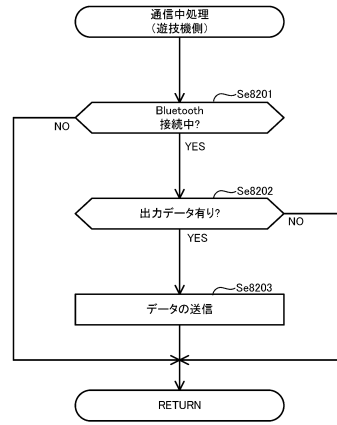 通信中処理
（遊技機側）
Se8201
Bluetooth
接続中?
NO
YES
Se8202
出力データ有り?
NO
YES
Se8203
データの送信
RETURN